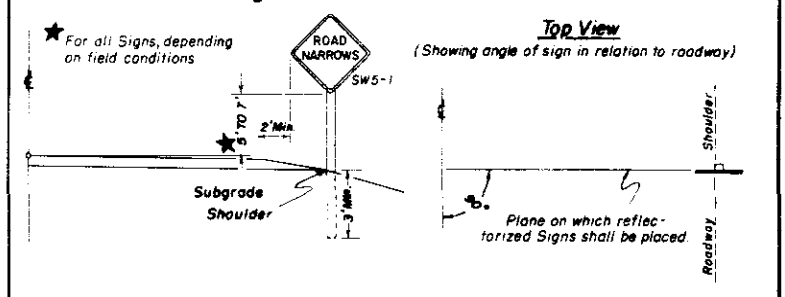 ★ For all Signs, depending
on field conditions
ROAD
NARROWS
SW5-1
5' TO 7'
★
2' Min.
Subgrade
Shoulder
3' Min.
Top View
(Showing angle of sign in relation to roadway)
Shoulder
Plane on which reflec-
torized Signs shall be placed.
Roadway